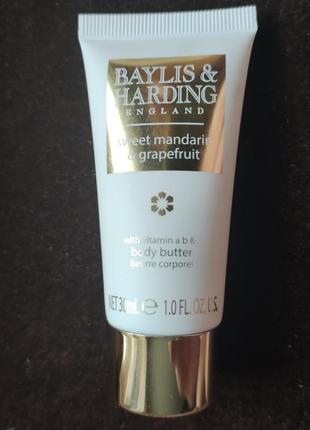 BAYLIS &
HARDING
ENGLAND
sweet mandarin
& grapefruit
with vitamin a b &
body butter
beurre corporel
NET 30mL e 1.0 FL. OZ. U.S.